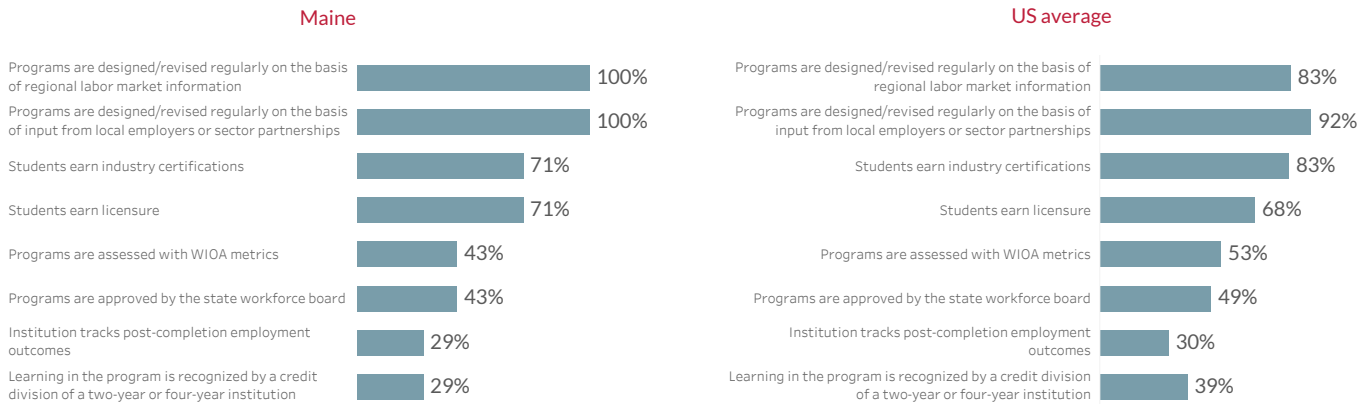 Maine
Programs are designed/revised regularly on the basis
of regional labor market information
100%
Programs are designed/revised regularly on the basis
of input from local employers or sector partnerships
100%
Students earn industry certifications
71%
Students earn licensure
71%
Programs are assessed with WIOA metrics
43%
Programs are approved by the state workforce board
43%
Institution tracks post-completion employment
outcomes
29%
Learning in the program is recognized by a credit
division of a two-year or four-year institution
29%
US average
Programs are designed/revised regularly on the basis of
regional labor market information
83%
Programs are designed/revised regularly on the basis of
input from local employers or sector partnerships
92%
Students earn industry certifications
83%
Students earn licensure
68%
Programs are assessed with WIOA metrics
53%
Programs are approved by the state workforce board
49%
Institution tracks post-completion employment
outcomes
30%
Learning in the program is recognized by a credit division
of a two-year or four-year institution
39%